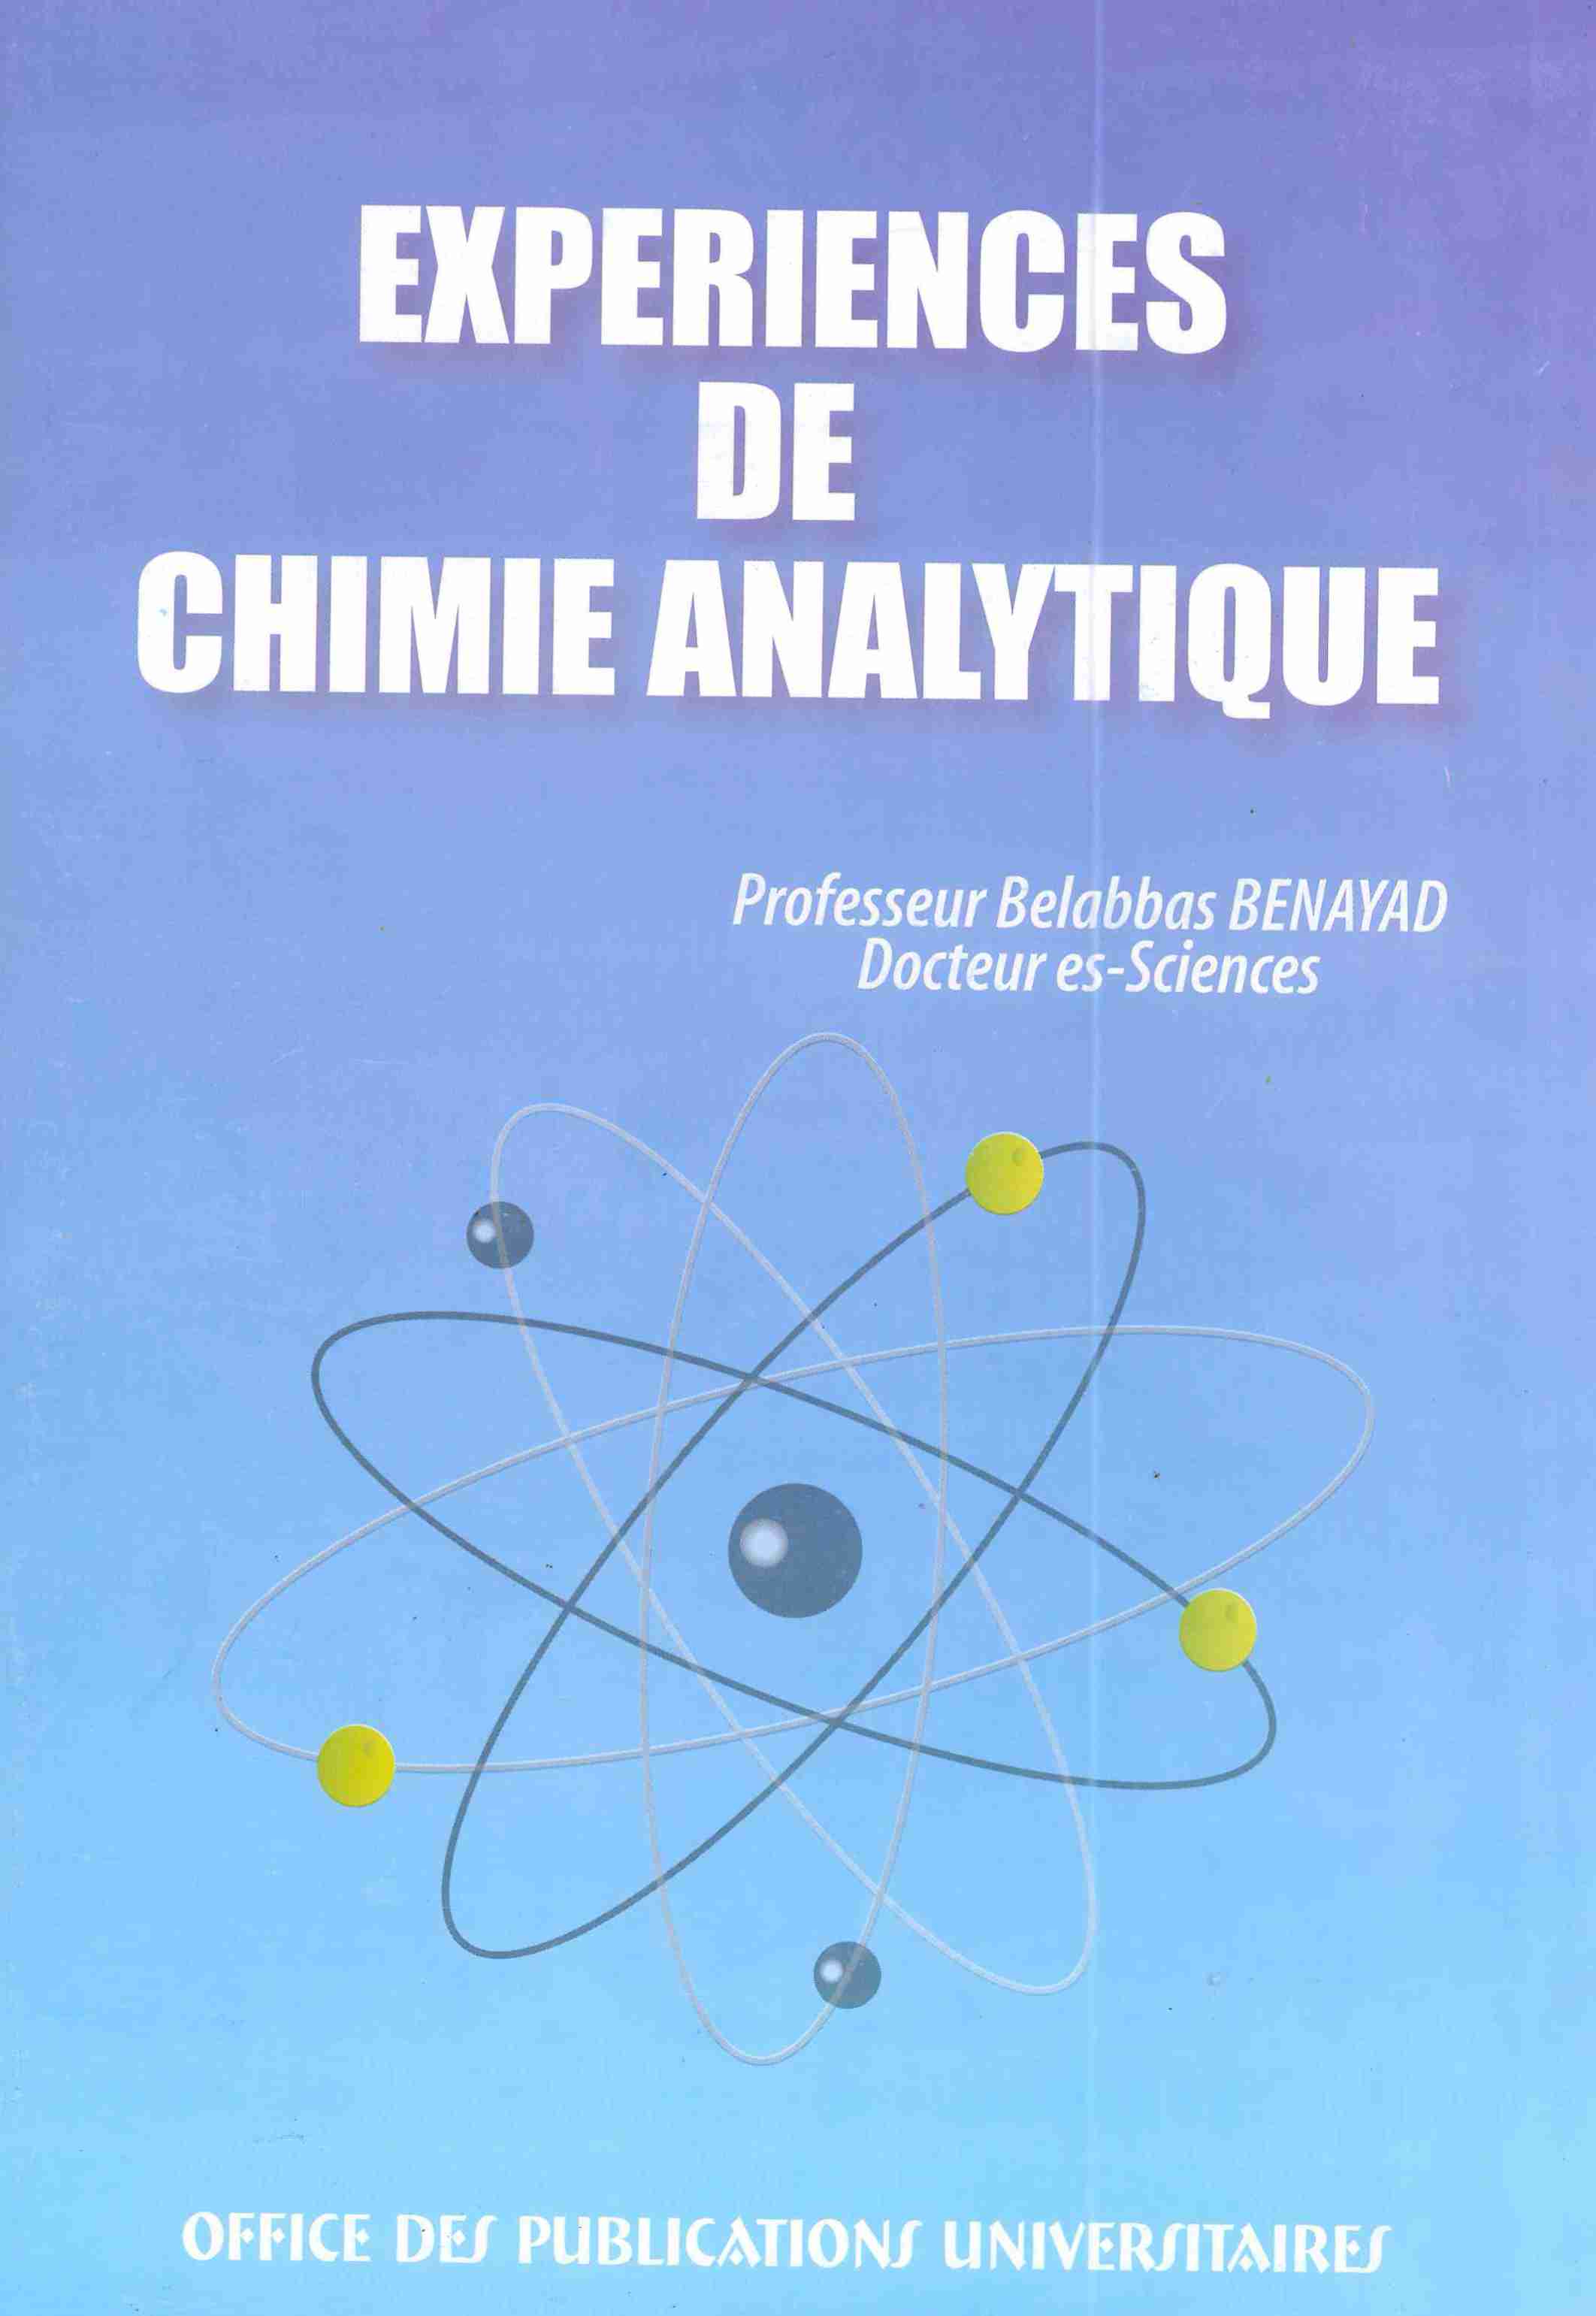 EXPERIENCES
DE
CHIMIE ANALYTIQUE
Professeur Belabbas BENAYAD
Docteur es-Sciences
OFFICE DES PUBLICATIONS UNIVERSITAIRES